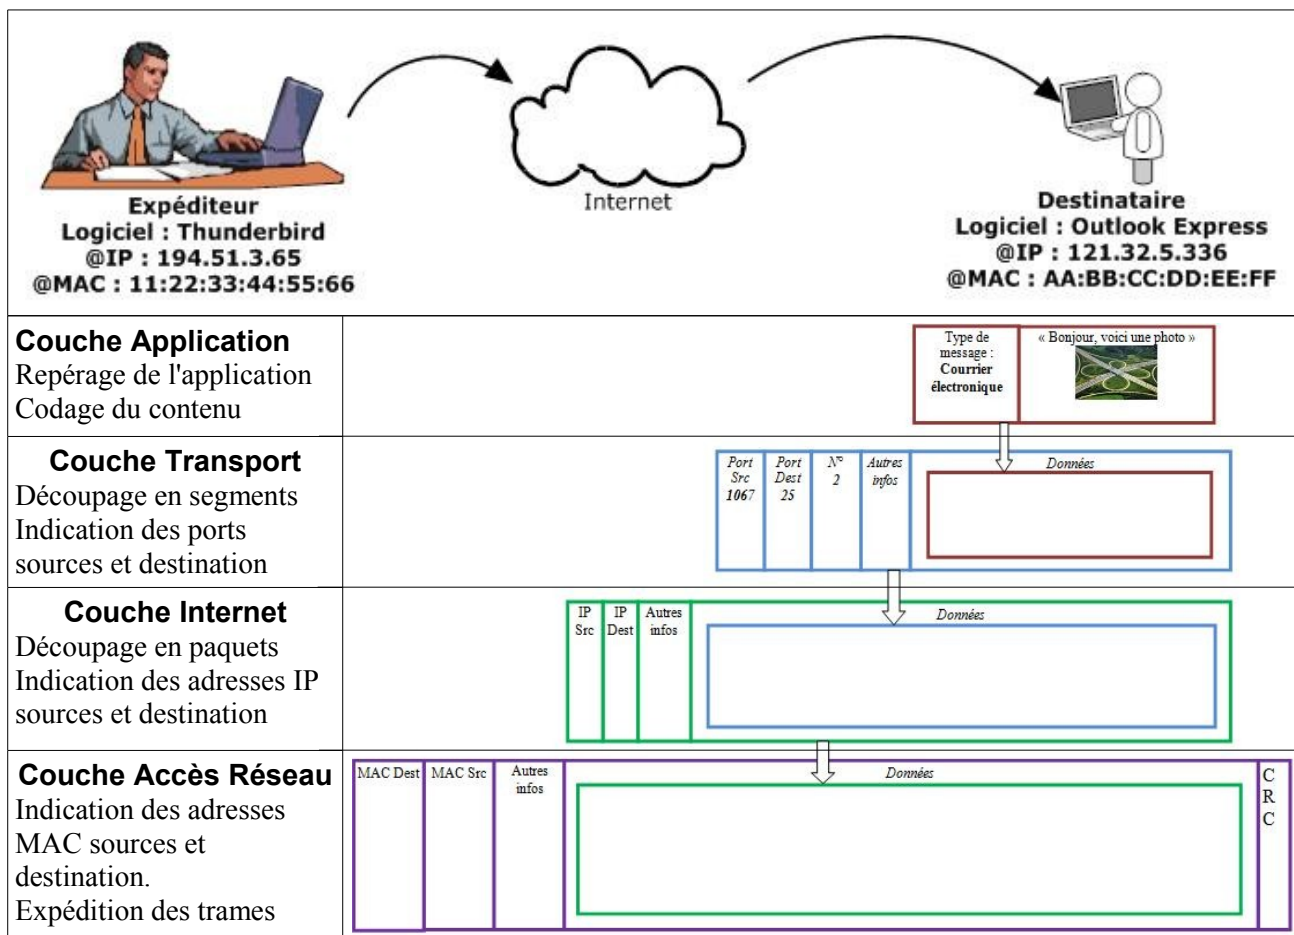 Expéditeur
Logiciel : Thunderbird
@IP : 194.51.3.65
@MAC : 11:22:33:44:55:66
Internet
Destinataire
Logiciel : Outlook Express
@IP : 121.32.5.336
@MAC : AA:BB:CC:DD:EE:FF
Couche Application
Repérage de l'application
Codage du contenu
Type de
message :
Courrier
électronique
« Bonjour, voici une photo »
Couche Transport
Découpage en segments
Indication des ports
sources et destination
Port
Src
1067
Port
Dest
25
N°
2
Autres
infos
Données
Couche Internet
Découpage en paquets
Indication des adresses IP
sources et destination
IP
Src
IP
Dest
Autres
infos
Données
Couche Accès Réseau
Indication des adresses
MAC sources et
destination.
Expédition des trames
MAC Dest
MAC Src
Autres
infos
Données
C
R
C